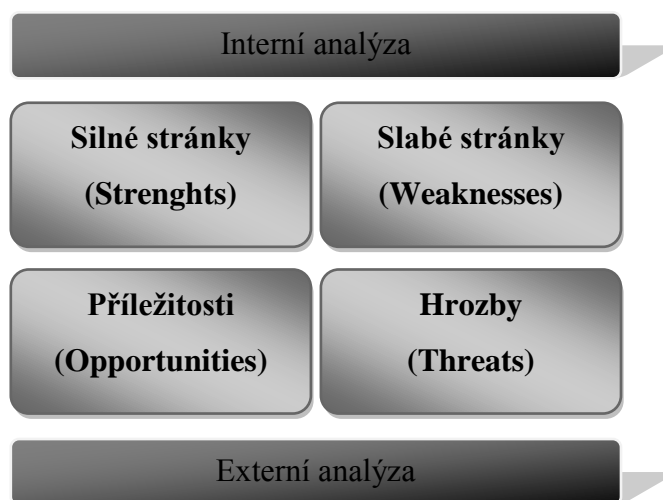 Interní analýza
Silné stránky
(Strenghts)
Slabé stránky
(Weaknesses)
Příležitosti
(Opportunities)
Hrozby
(Threats)
Externí analýza